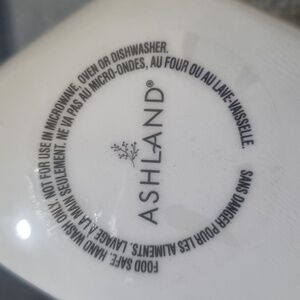 ASHLAND®
FOOD SAFE. HAND WASH ONLY. NOT FOR USE IN MICROWAVE, OVEN OR DISHWASHER.
SANS DANGER POUR LES ALIMENTS. LAVAGE À LA MAIN SEULEMENT. NE VA PAS AU MICRO-ONDES, AU FOUR OU AU LAVE-VAISSELLE.